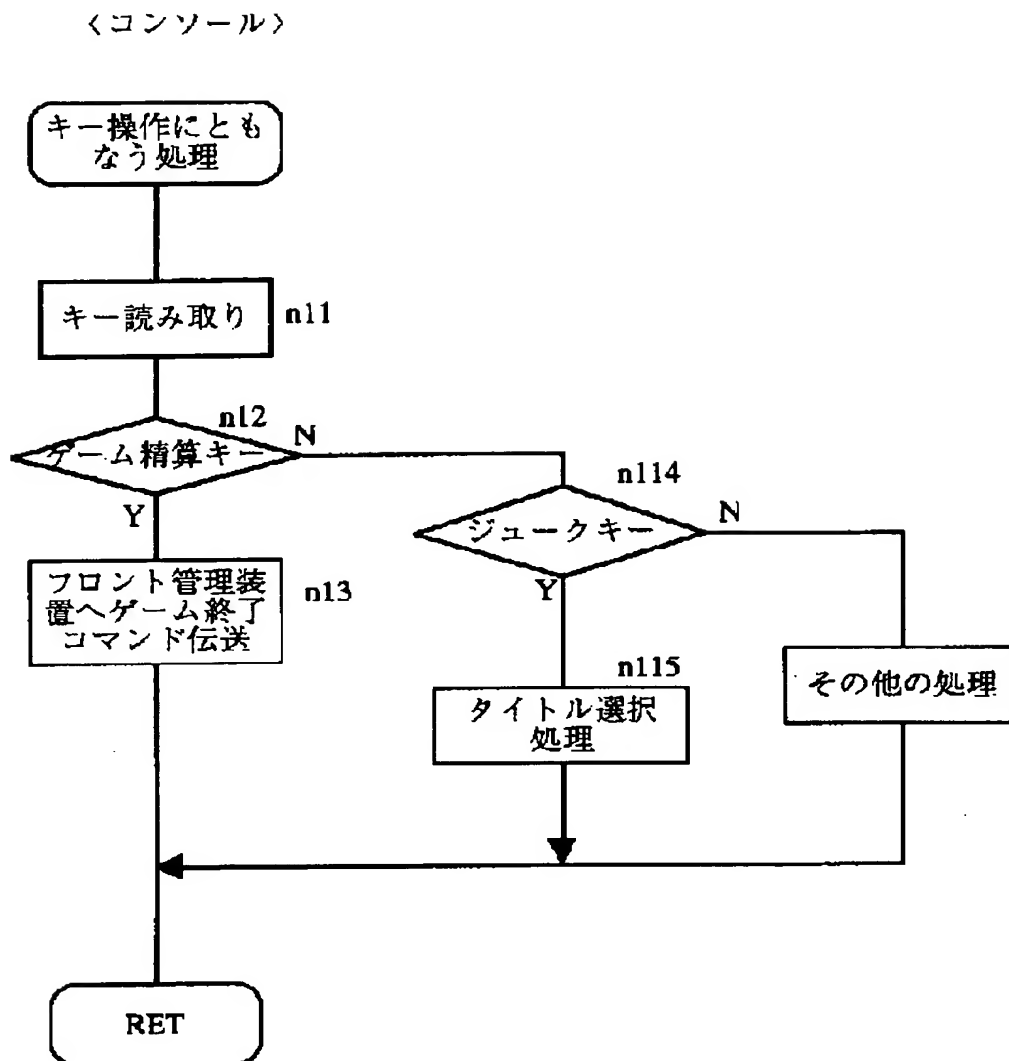 〈コンソール〉
キー操作にとも
なう処理
キー読み取り
n11
n12
ゲーム精算キー
N
Y
フロント管理装
置へゲーム終了
コマンド伝送
n13
n114
ジュークキー
N
Y
n115
タイトル選択
処理
その他の処理
RET